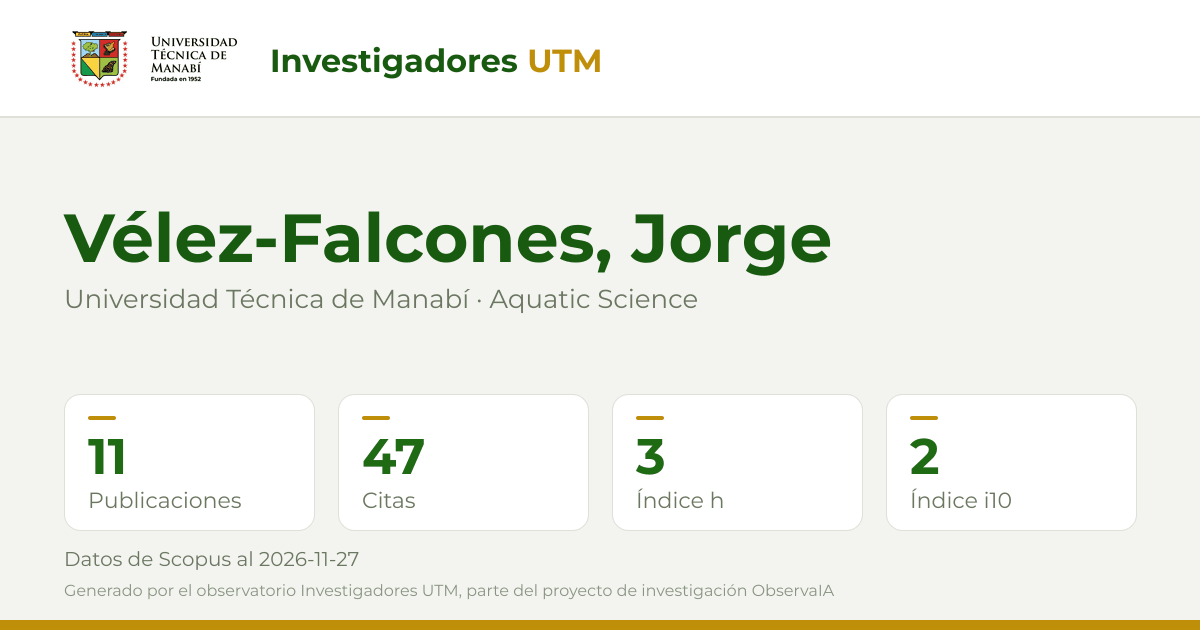 UNIVERSIDAD
TÉCNICA DE
MANABÍ
Fundada en 1952
Investigadores UTM
Vélez-Falcones, Jorge
Universidad Técnica de Manabí · Aquatic Science
11
Publicaciones
47
Citas
3
Índice h
2
Índice i10
Datos de Scopus al 2026-11-27
Generado por el observatorio Investigadores UTM, parte del proyecto de investigación ObservaIA